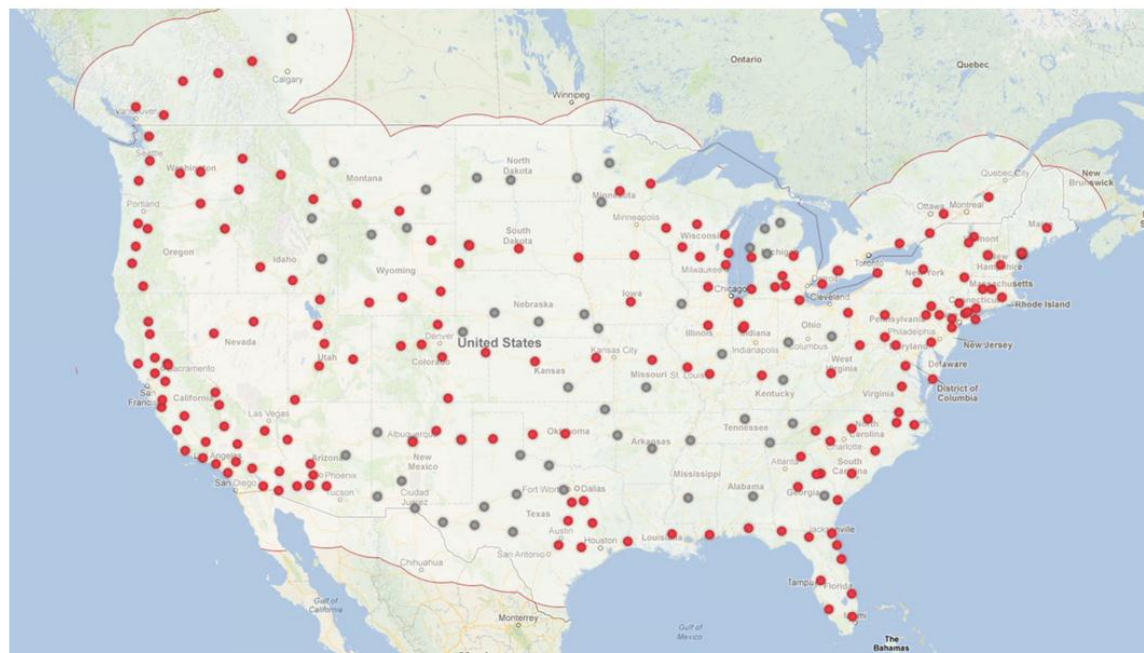 Ontario
Quebec
Calgary
Winnipeg
Vancouver
Seattle
Washington
Montana
North
Dakota
Minnesota
Quebec City
New
Brunswick
Ottawa
Montreal
Maine
Portland
Minneapolis
Oregon
Idaho
South
Dakota
Wisconsin
Michigan
Toronto
Vermont
New
Hampshire
Wyoming
Milwaukee
Detroit
New York
Massachusetts
Chicago
Cleveland
Connecticut
Rhode Island
Iowa
Nebraska
Pennsylvania
Nevada
Utah
Denver
Colorado
United States
Illinois
Indiana
Indianapolis
Ohio
Columbus
Philadelphia
New Jersey
Maryland
Sacramento
Kansas City
Kansas
Missouri
St. Louis
West
Virginia
Delaware
San
Francisco
California
Kentucky
Virginia
District of
Columbia
Las Vegas
Albuquerque
Oklahoma
Tennessee
North
Carolina
Charlotte
Los Angeles
Arizona
New
Mexico
Arkansas
Phoenix
Mississippi
Atlanta
South
Carolina
San Diego
Tucson
Ciudad
Juarez
Fort Worth
Dallas
Alabama
Georgia
Texas
Austin
Louisiana
Jacksonville
Houston
San Antonio
Chihuahua
Tampa
Florida
Gulf of
California
Miami
Monterrey
Gulf of
Mexico
The
Bahamas